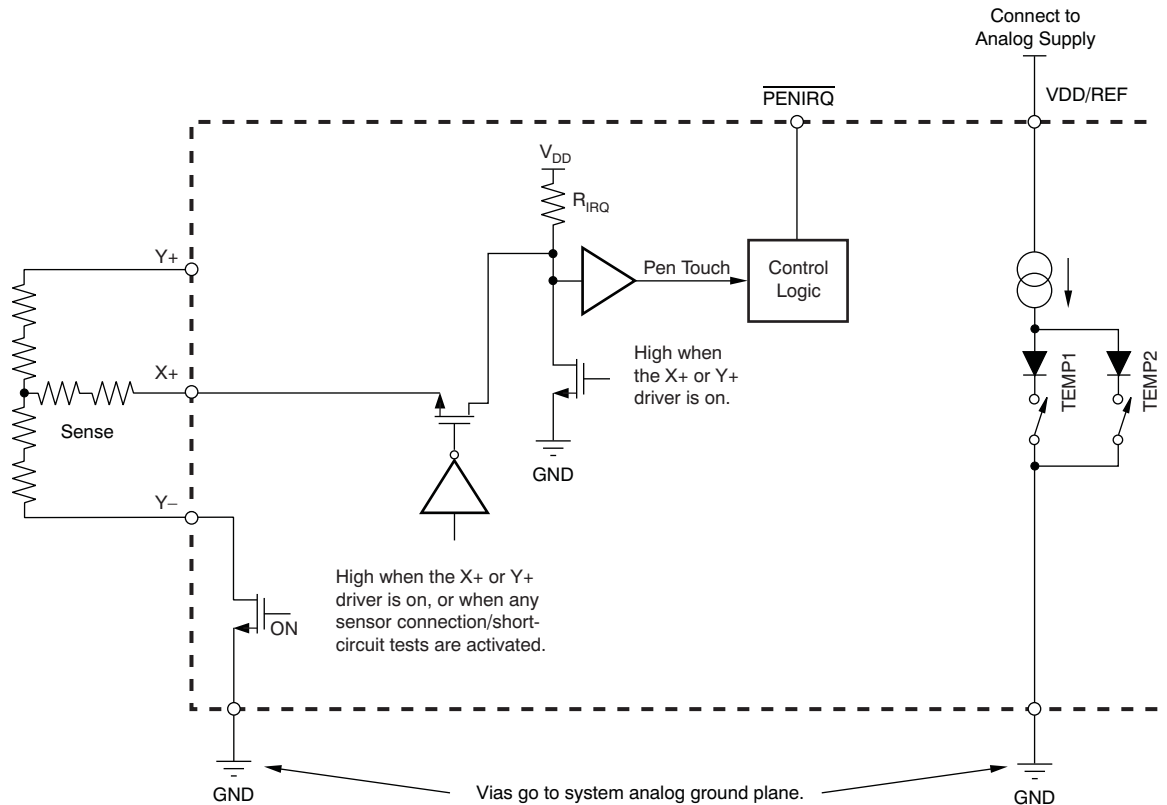 Connect to
Analog Supply
PENIRQ
VDD/REF
VDD
RIRQ
Y+
Pen Touch
Control
Logic
X+
Sense
High when
the X+ or Y+
driver is on.
TEMP1
TEMP2
GND
Y–
High when the X+ or Y+
driver is on, or when any
sensor connection/short-
circuit tests are activated.
ON
GND
Vias go to system analog ground plane.
GND